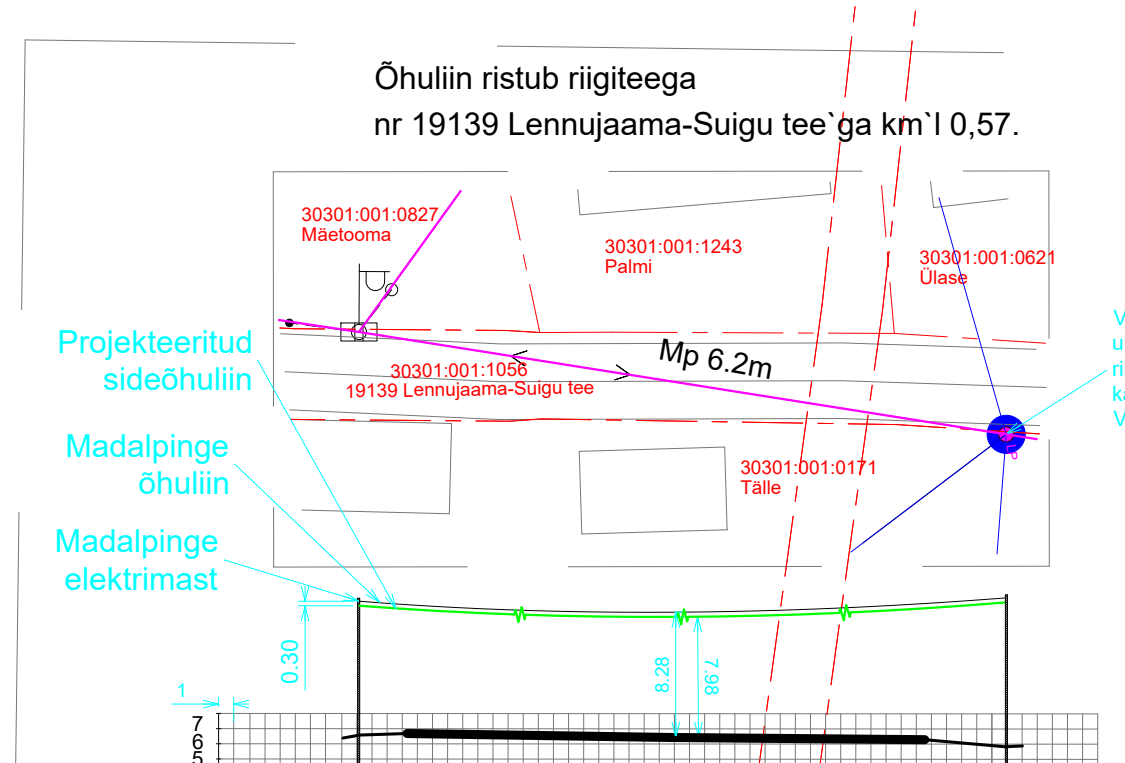 Õhuliin ristub riigiteega
nr 19139 Lennujaama-Suigu tee`ga km`l 0,57.
30301:001:0827
Mäetooma
30301:001:1243
Palmi
30301:001:0621
Ülase
Projekteeritud
sideõhuliin
Mp 6.2m
30301:001:1056
19139 Lennujaama-Suigu tee
Madalpinge
õhuliin
30301:001:0171
Tälle
Madalpinge
elektrimast
0.30
8.28
7.98
1
7
6
5